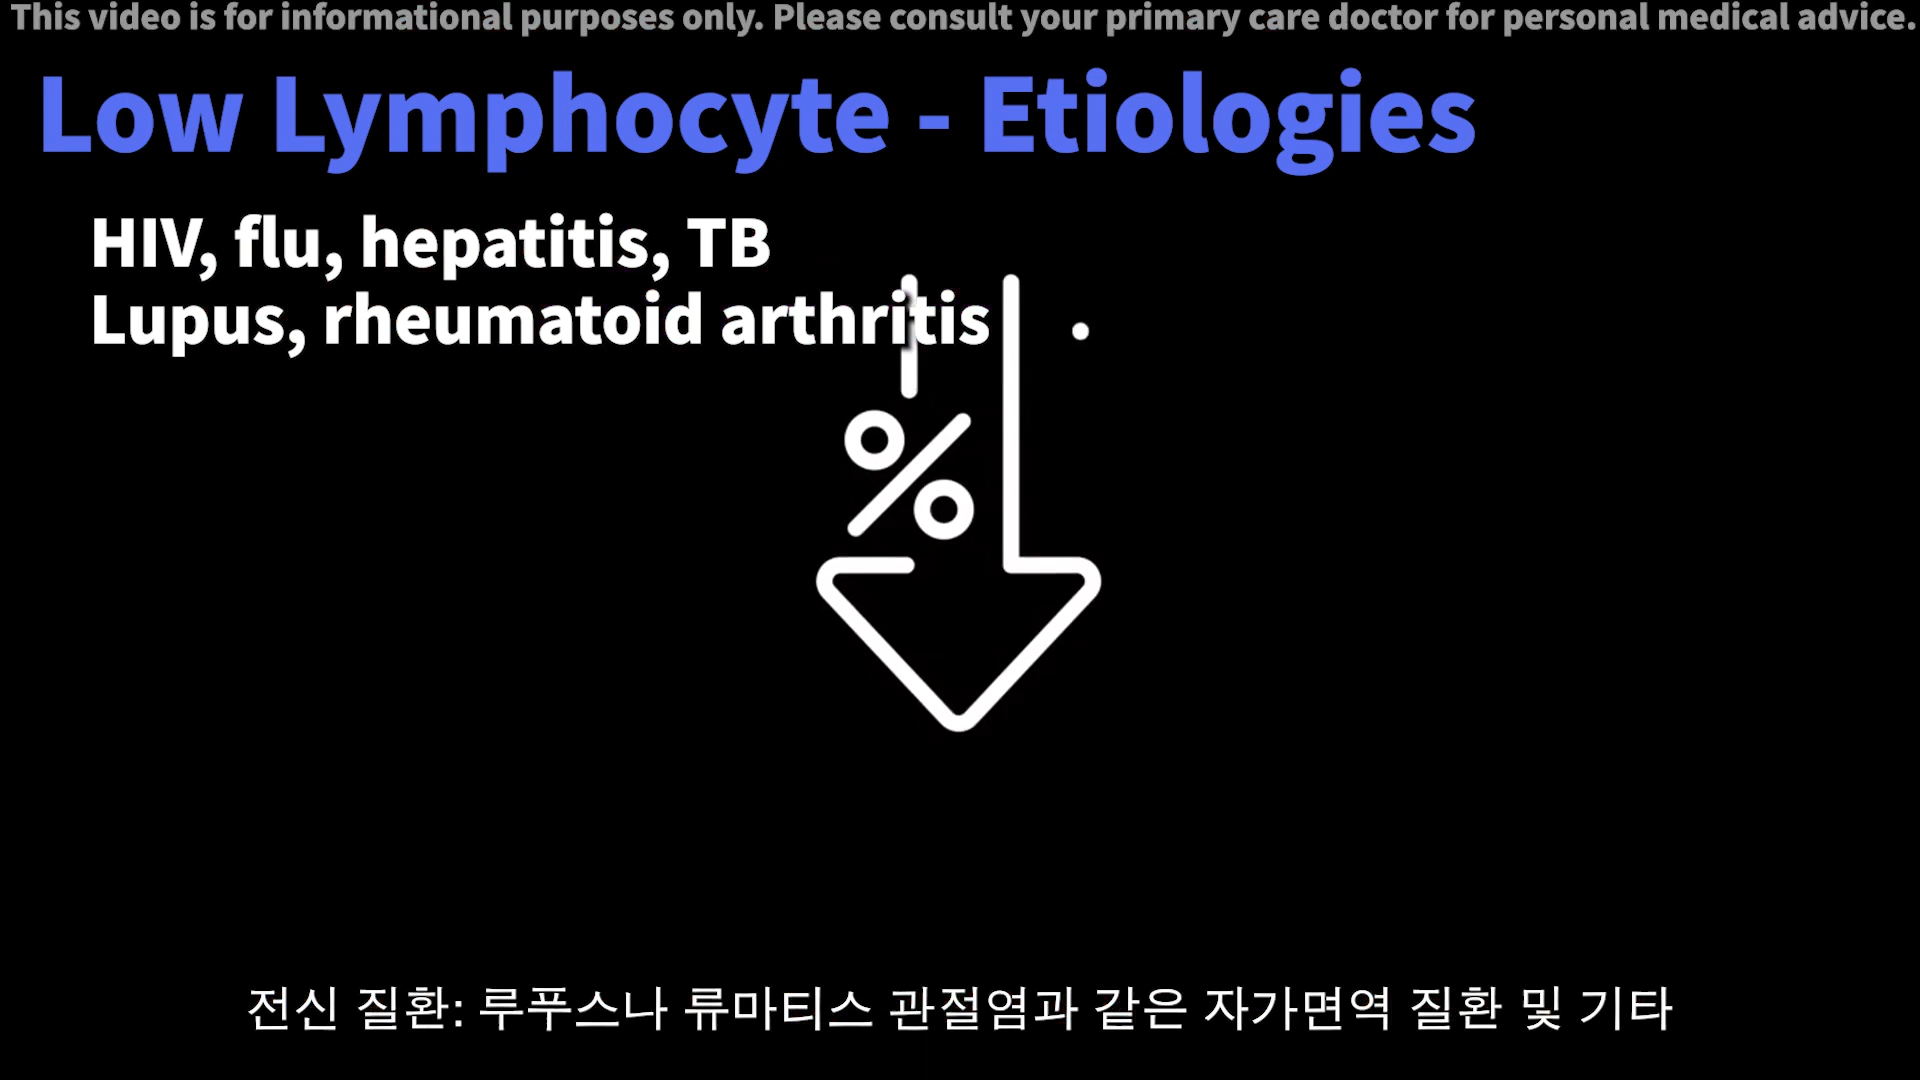 This video is for informational purposes only. Please consult your primary care doctor for personal medical advice.
Low Lymphocyte - Etiologies
HIV, flu, hepatitis, TB
Lupus, rheumatoid arthritis
%
전신 질환: 루푸스나 류마티스 관절염과 같은 자가면역 질환 및 기타